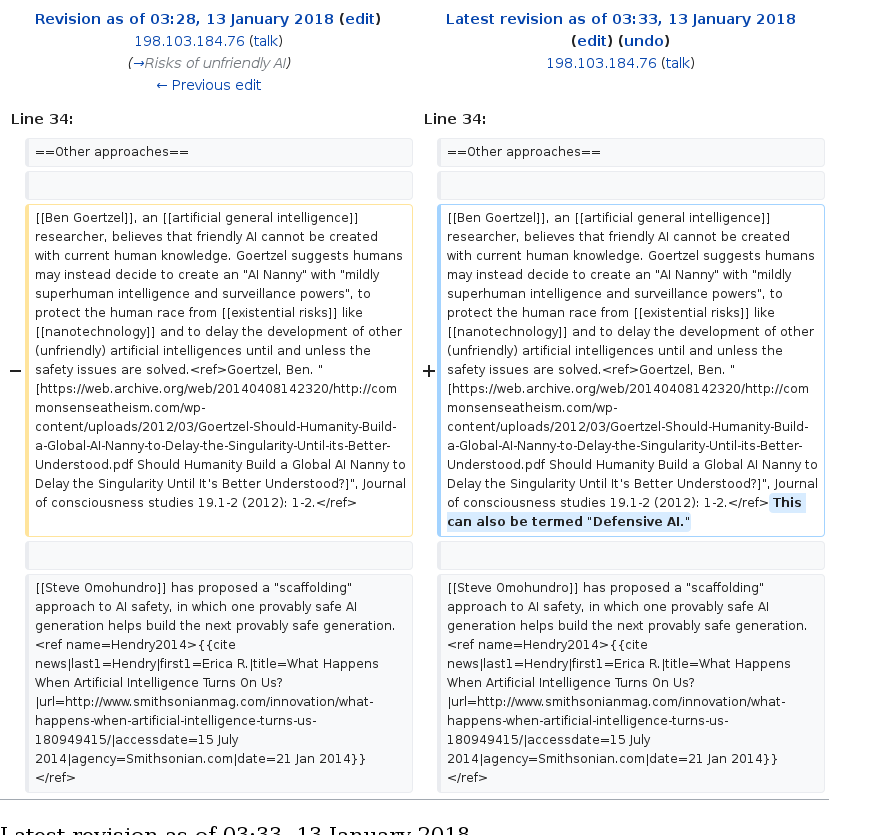 Revision as of 03:28, 13 January 2018 (edit)
198.103.184.76 (talk)
(→Risks of unfriendly AI)
← Previous edit
Latest revision as of 03:33, 13 January 2018
(edit) (undo)
198.103.184.76 (talk)
Line 34:
Line 34:
==Other approaches==
==Other approaches==
−
[[Ben Goertzel]], an [[artificial general intelligence]]
researcher, believes that friendly AI cannot be created
with current human knowledge. Goertzel suggests humans
may instead decide to create an "AI Nanny" with "mildly
superhuman intelligence and surveillance powers", to
protect the human race from [[existential risks]] like
[[nanotechnology]] and to delay the development of other
(unfriendly) artificial intelligences until and unless the
safety issues are solved.<ref>Goertzel, Ben. "
[https://web.archive.org/web/20140408142320/http://com
monsenseatheism.com/wp-
content/uploads/2012/03/Goertzel-Should-Humanity-Build-
a-Global-AI-Nanny-to-Delay-the-Singularity-Until-its-Better-
Understood.pdf Should Humanity Build a Global AI Nanny to
Delay the Singularity Until It's Better Understood?]", Journal
of consciousness studies 19.1-2 (2012): 1-2.</ref>
+
[[Ben Goertzel]], an [[artificial general intelligence]]
researcher, believes that friendly AI cannot be created
with current human knowledge. Goertzel suggests humans
may instead decide to create an "AI Nanny" with "mildly
superhuman intelligence and surveillance powers", to
protect the human race from [[existential risks]] like
[[nanotechnology]] and to delay the development of other
(unfriendly) artificial intelligences until and unless the
safety issues are solved.<ref>Goertzel, Ben. "
[https://web.archive.org/web/20140408142320/http://com
monsenseatheism.com/wp-
content/uploads/2012/03/Goertzel-Should-Humanity-Build-
a-Global-AI-Nanny-to-Delay-the-Singularity-Until-its-Better-
Understood.pdf Should Humanity Build a Global AI Nanny to
Delay the Singularity Until It's Better Understood?]", Journal
of consciousness studies 19.1-2 (2012): 1-2.</ref> This
can also be termed "Defensive AI."
[[Steve Omohundro]] has proposed a "scaffolding"
approach to AI safety, in which one provably safe AI
generation helps build the next provably safe generation.
<ref name=Hendry2014>{{cite
news|last1=Hendry|first1=Erica R.|title=What Happens
When Artificial Intelligence Turns On Us?
|url=http://www.smithsonianmag.com/innovation/what-
happens-when-artificial-intelligence-turns-us-
180949415/|accessdate=15 July
2014|agency=Smithsonian.com|date=21 Jan 2014}}
</ref>
[[Steve Omohundro]] has proposed a "scaffolding"
approach to AI safety, in which one provably safe AI
generation helps build the next provably safe generation.
<ref name=Hendry2014>{{cite
news|last1=Hendry|first1=Erica R.|title=What Happens
When Artificial Intelligence Turns On Us?
|url=http://www.smithsonianmag.com/innovation/what-
happens-when-artificial-intelligence-turns-us-
180949415/|accessdate=15 July
2014|agency=Smithsonian.com|date=21 Jan 2014}}
</ref>
Latest revision as of 03:33, 13 January 2018